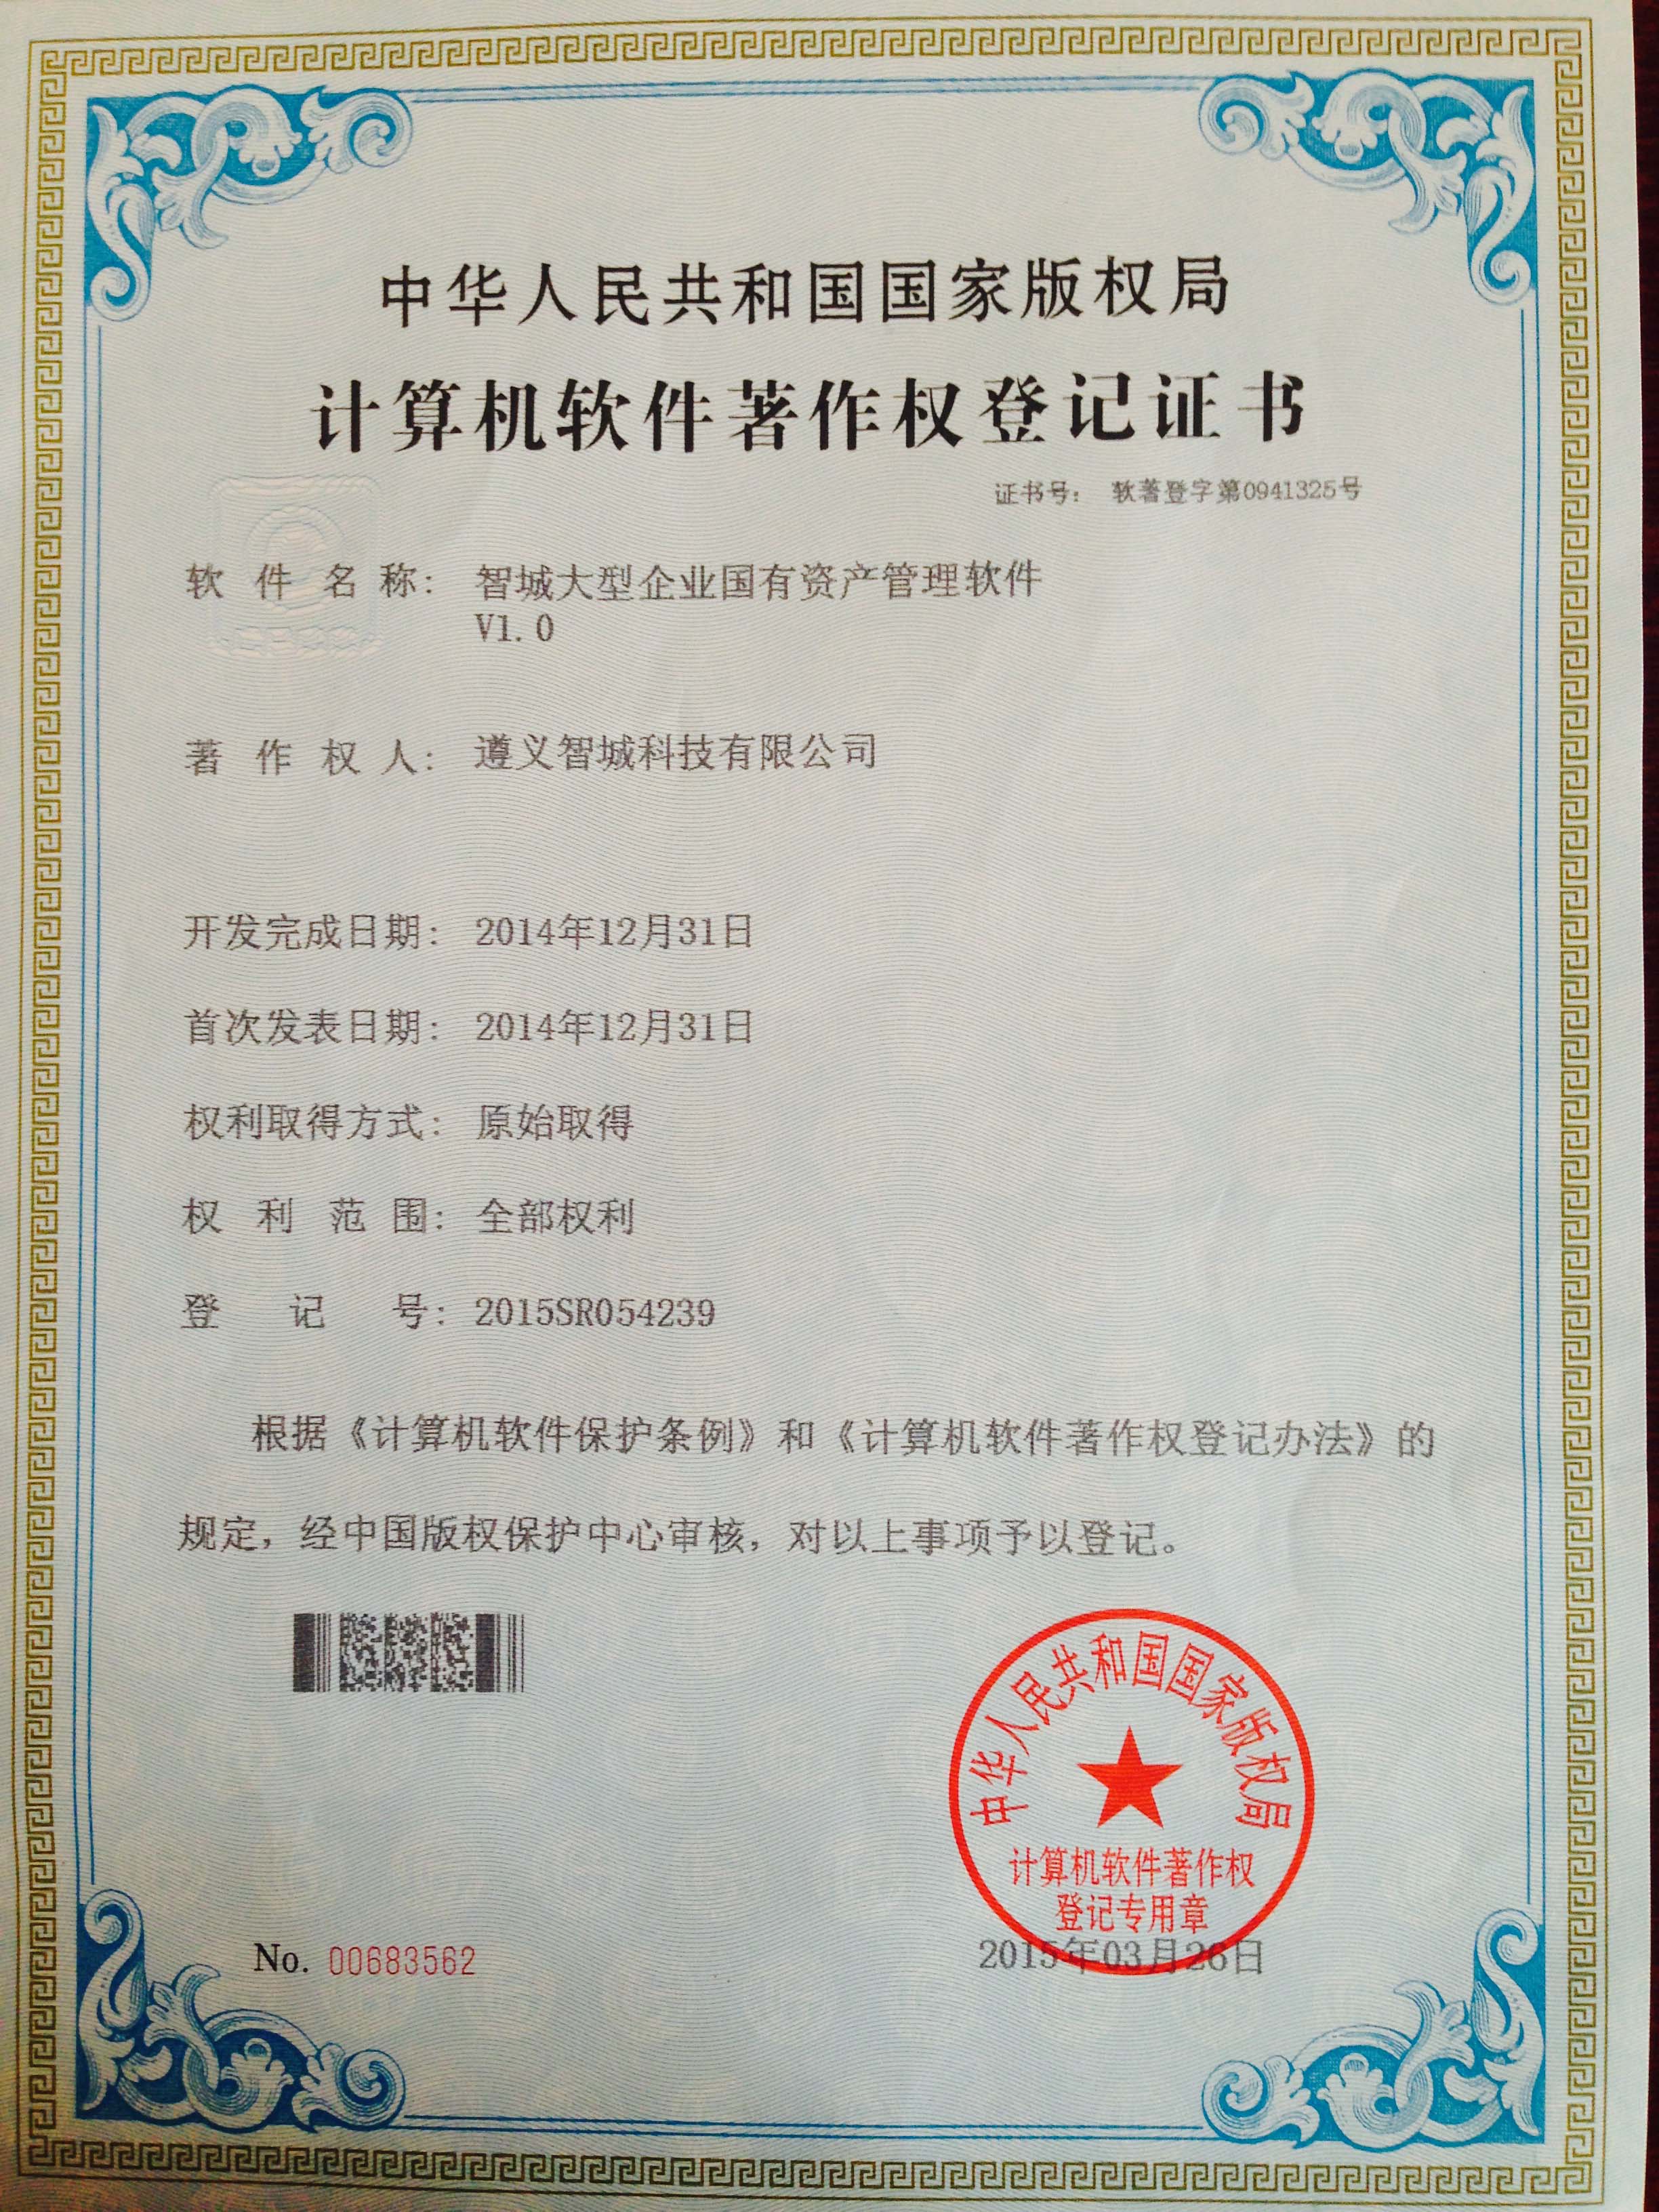 中华人民共和国国家版权局
计算机软件著作权登记证书
证书号： 软著登字第0941325号
软件名称： 智城大型企业国有资产管理软件
V1.0
著作权人： 遵义智城科技有限公司
开发完成日期： 2014年12月31日
首次发表日期： 2014年12月31日
权利取得方式： 原始取得
权利范围： 全部权利
登记号： 2015SR054239
根据《计算机软件保护条例》和《计算机软件著作权登记办法》的
规定，经中国版权保护中心审核，对以上事项予以登记。
中华人民共和国国家版权局
计算机软件著作权
登记专用章
No. 00683562
2015年03月26日